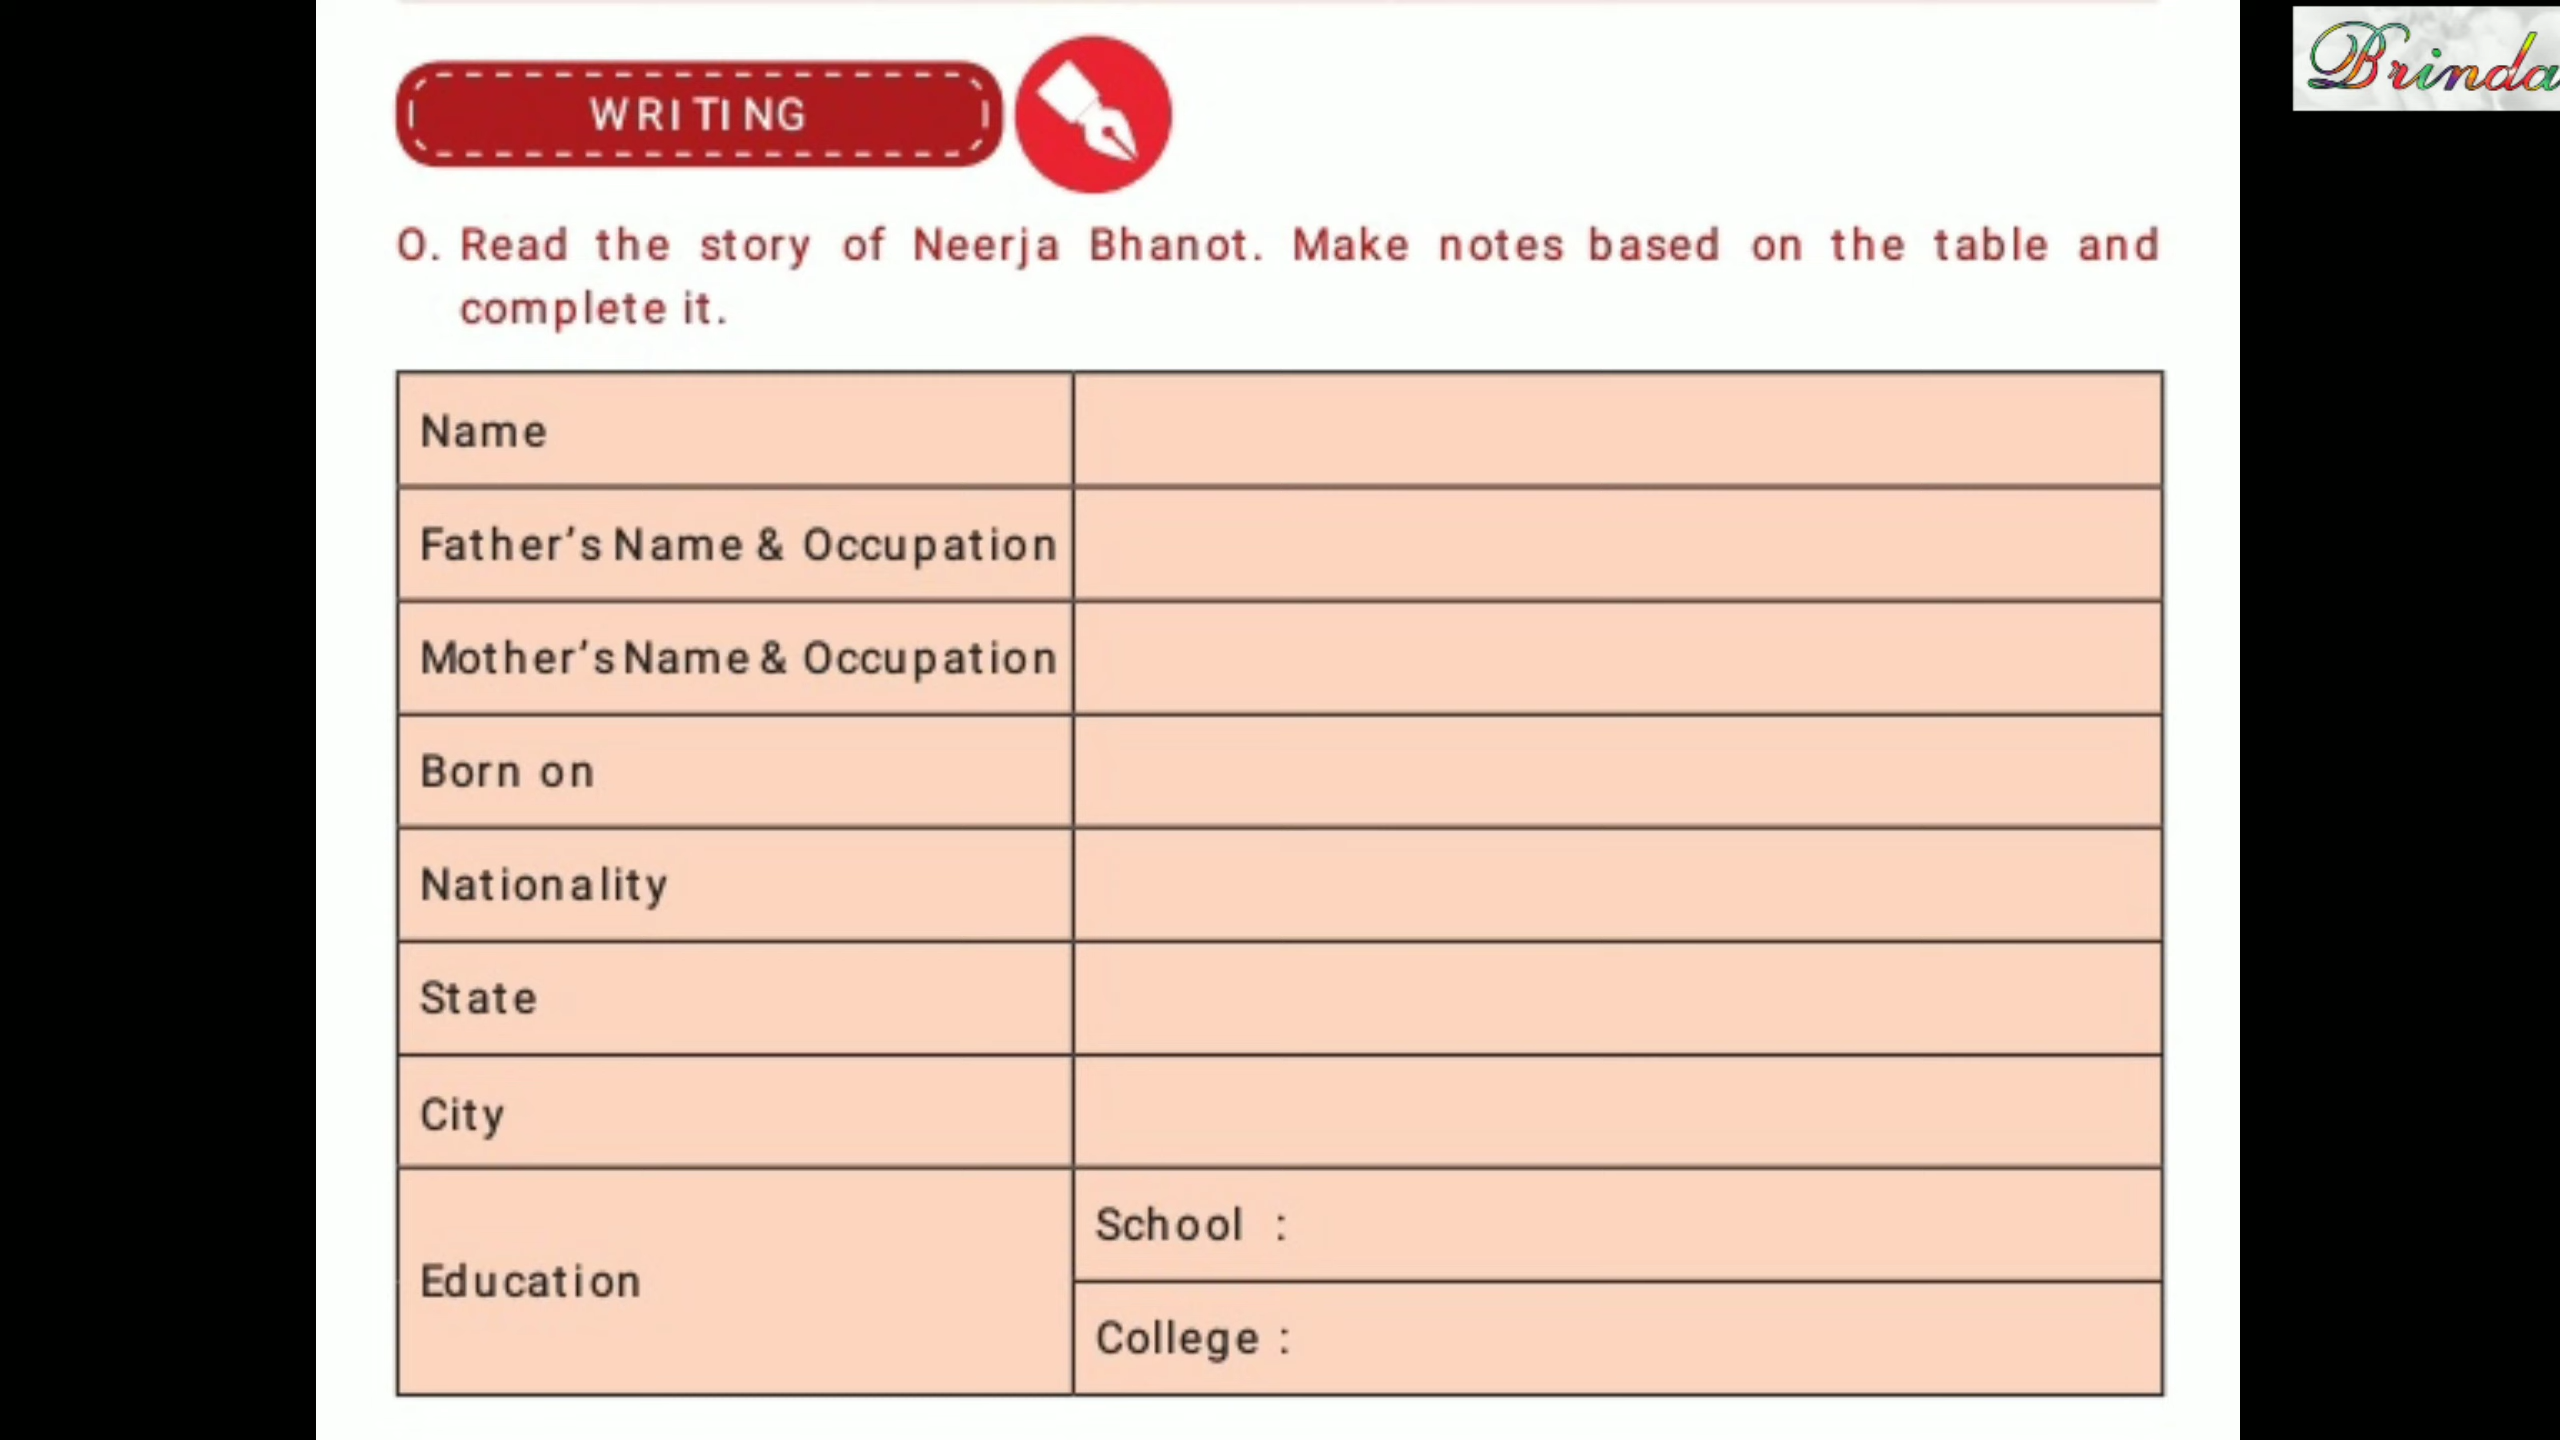 Brinda
WRITING
O. Read the story of Neerja Bhanot. Make notes based on the table and
complete it.
Name
Father's Name & Occupation
Mother's Name & Occupation
Born on
Nationality
State
City
Education
School :
College :